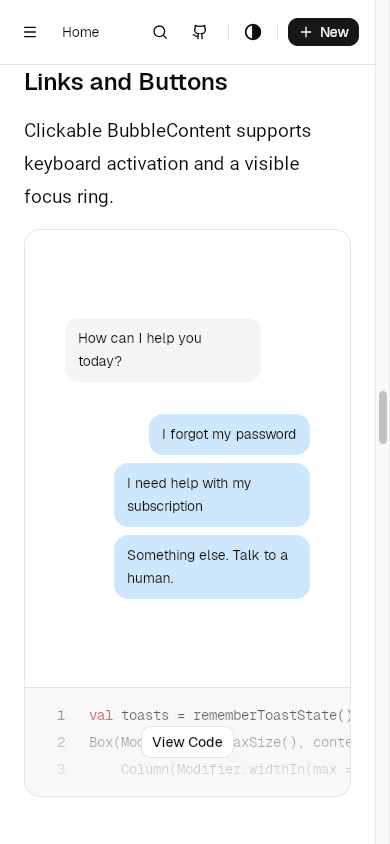 Home
New
Links and Buttons
Clickable BubbleContent supports
keyboard activation and a visible
focus ring.
How can I help you
today?
I forgot my password
I need help with my
subscription
Something else. Talk to a
human.
1 val toasts = rememberToastState()
2 Box(Mod axSize(), conte
View Code
3 Column(Modifier.widthIn(max =